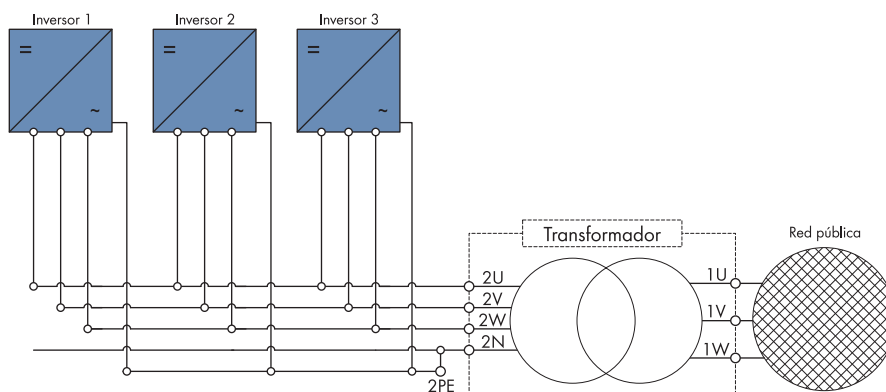 Inversor 1 Inversor 2 Inversor 3
= = =
~ ~ ~
Transformador
Red pública
2U 1U
2V 1V
2W 1W
2N
2PE